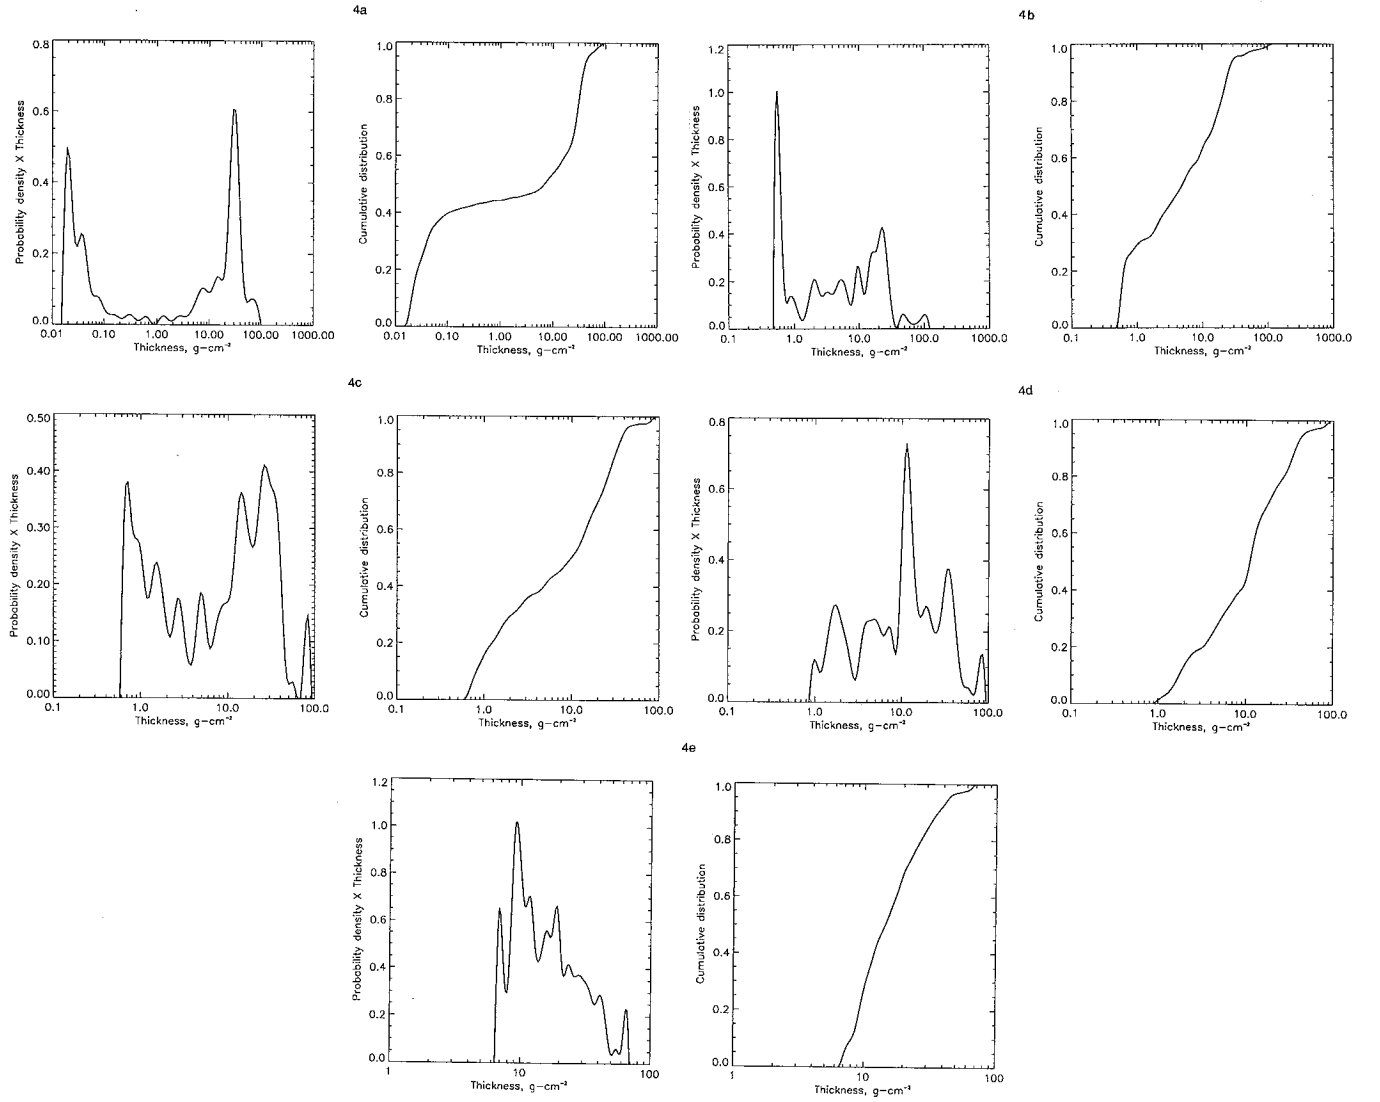 4a
4b
0.8
0.6
0.4
0.2
0.0
Probability density X Thickness
0.01 0.10 1.00 10.00 100.00 1000.00
Thickness, g-cm⁻²
1.0
0.8
0.6
0.4
0.2
0.0
Cumulative distribution
0.01 0.10 1.00 10.00 100.00 1000.00
Thickness, g-cm⁻²
1.2
1.0
0.8
0.6
0.4
0.2
0.0
Probability density X Thickness
0.1 1.0 10.0 100.0 1000.0
Thickness, g-cm⁻²
1.0
0.8
0.6
0.4
0.2
0.0
Cumulative distribution
0.1 1.0 10.0 100.0 1000.0
Thickness, g-cm⁻²
4c
4d
0.50
0.40
0.30
0.20
0.10
0.00
Probability density X Thickness
0.1 1.0 10.0 100.0
Thickness, g-cm⁻²
1.0
0.8
0.6
0.4
0.2
0.0
Cumulative distribution
0.1 1.0 10.0 100.0
Thickness, g-cm⁻²
0.8
0.6
0.4
0.2
0.0
Probability density X Thickness
0.1 1.0 10.0 100.0
Thickness, g-cm⁻²
1.0
0.8
0.6
0.4
0.2
0.0
Cumulative distribution
0.1 1.0 10.0 100.0
Thickness, g-cm⁻²
4e
1.2
1.0
0.8
0.6
0.4
0.2
0.0
Probability density X Thickness
1 10 100
Thickness, g-cm⁻²
1.0
0.8
0.6
0.4
0.2
0.0
Cumulative distribution
1 10 100
Thickness, g-cm⁻²